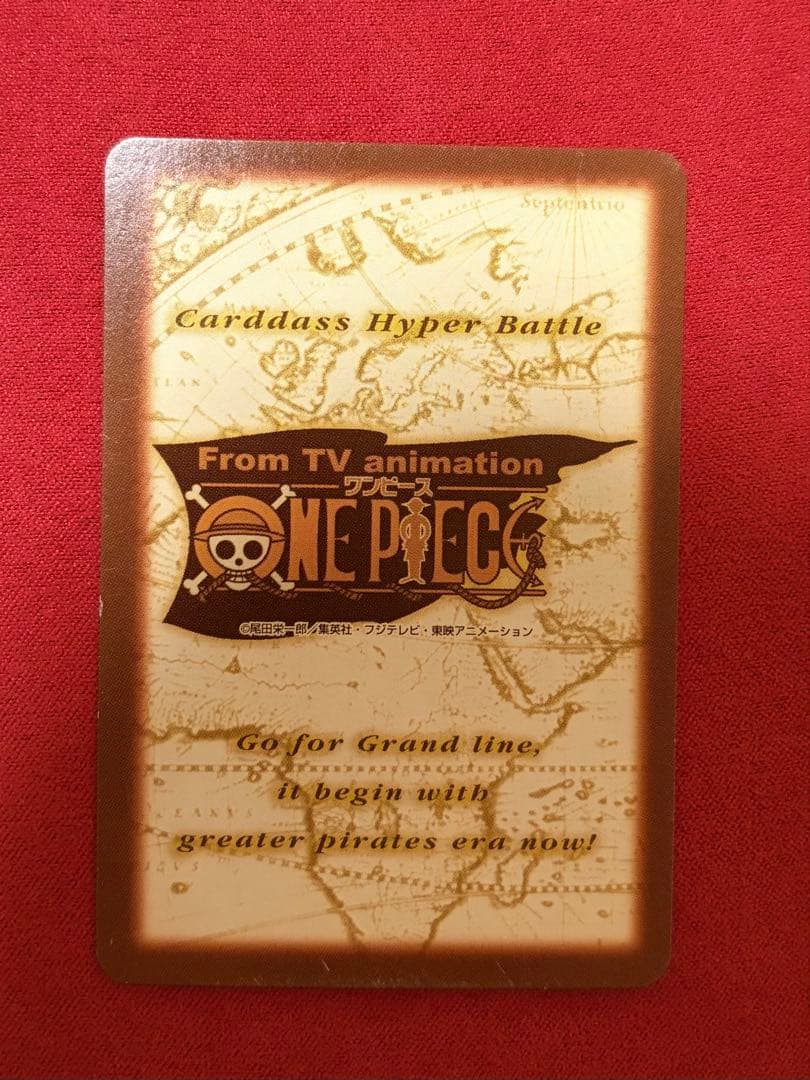 Septentrio
Carddass Hyper Battle
From TV animation
ワンピース
ONE PIECE
©尾田栄一郎/集英社・フジテレビ・東映アニメーション
Go for Grand line,
it begin with
greater pirates era now!